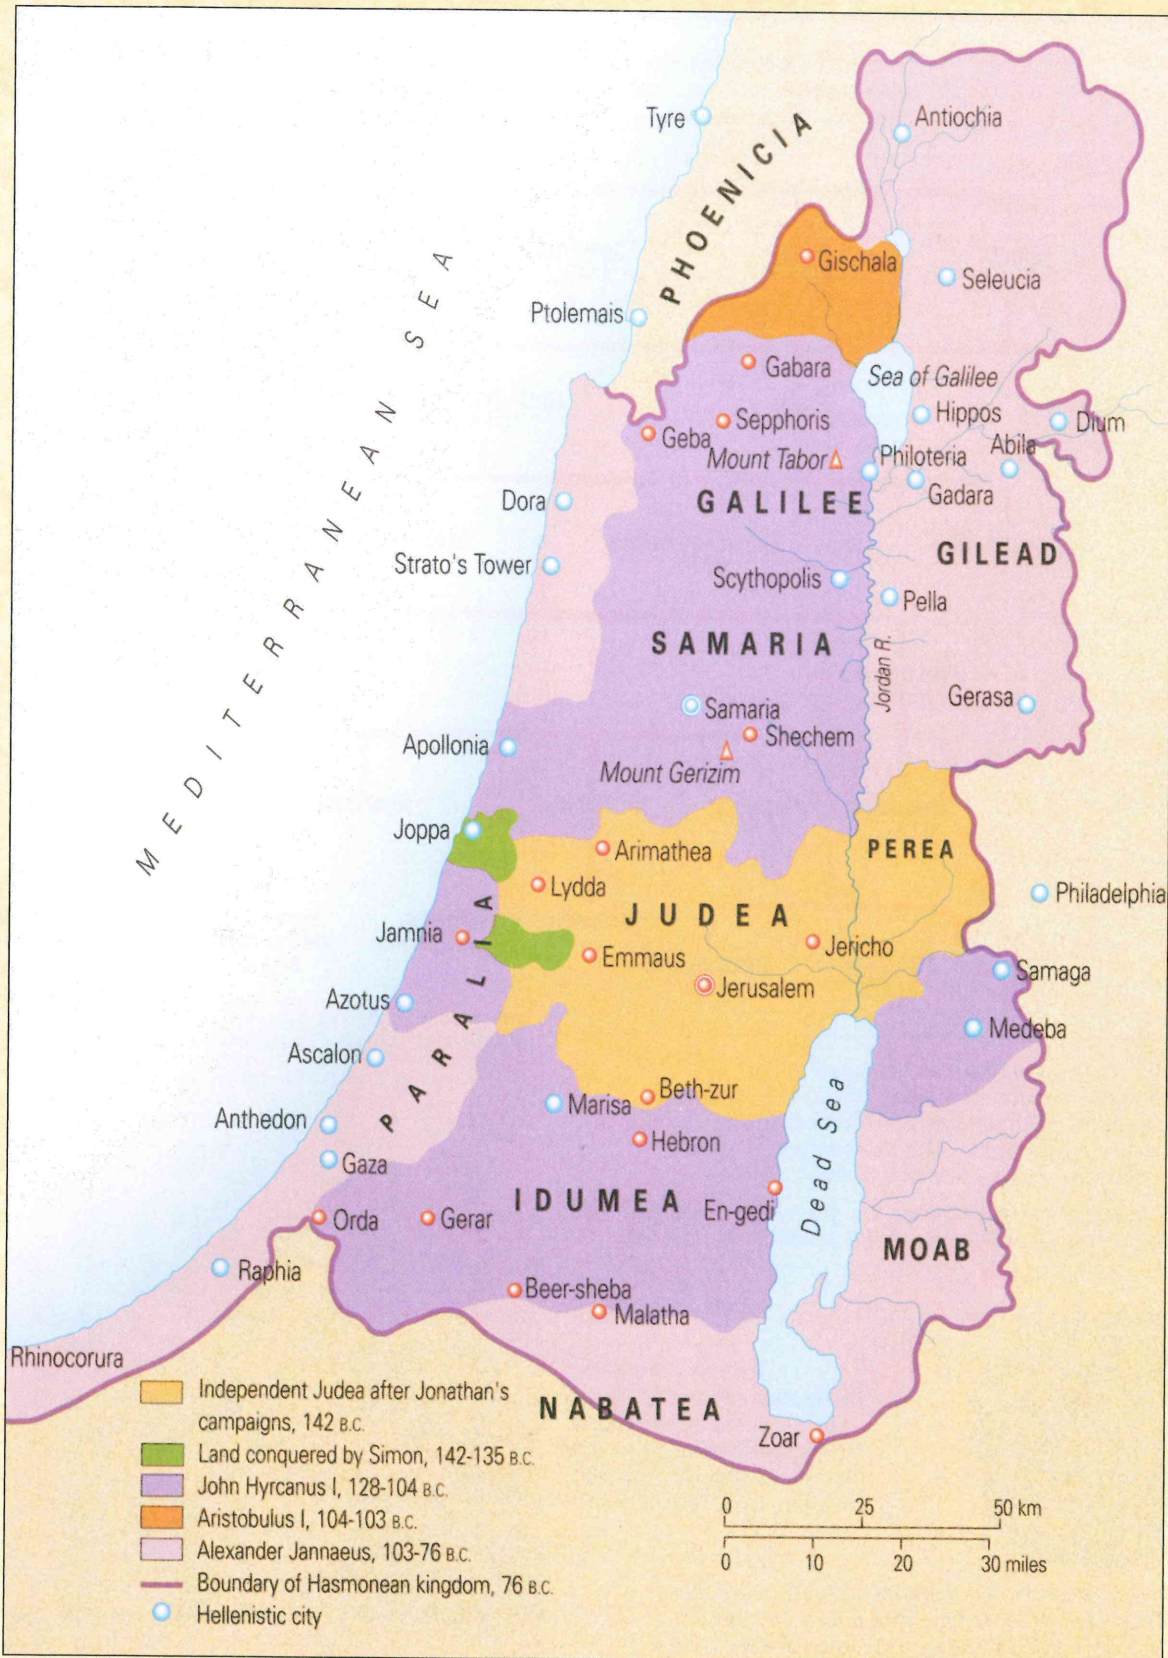 Tyre
PHOENICIA
Antiochia
Gischala
Seleucia
Ptolemais
MEDITERRANEAN SEA
Gabara
Sea of Galilee
Sepphoris
Hippos
Dium
Geba
Mount Tabor
Philoteria
Abila
Gadara
Dora
GALILEE
GILEAD
Strato's Tower
Scythopolis
Pella
SAMARIA
Jordan R.
Samaria
Gerasa
Shechem
Apollonia
Mount Gerizim
Joppa
Arimathea
PEREA
Lydda
Philadelphia
JUDEA
Jamnia
Jericho
Emmaus
Samaga
Jerusalem
Azotus
Medeba
PARALIA
Ascalon
Beth-zur
Marisa
Dead Sea
Anthedon
Hebron
Gaza
IDUMEA
En-gedi
Orda
Gerar
MOAB
Raphia
Beer-sheba
Malatha
Rhinocorura
NABATEA
Zoar
Independent Judea after Jonathan's
campaigns, 142 B.C.
Land conquered by Simon, 142-135 B.C.
John Hyrcanus I, 128-104 B.C.
Aristobulus I, 104-103 B.C.
Alexander Jannaeus, 103-76 B.C.
Boundary of Hasmonean kingdom, 76 B.C.
Hellenistic city
0 25 50 km
0 10 20 30 miles